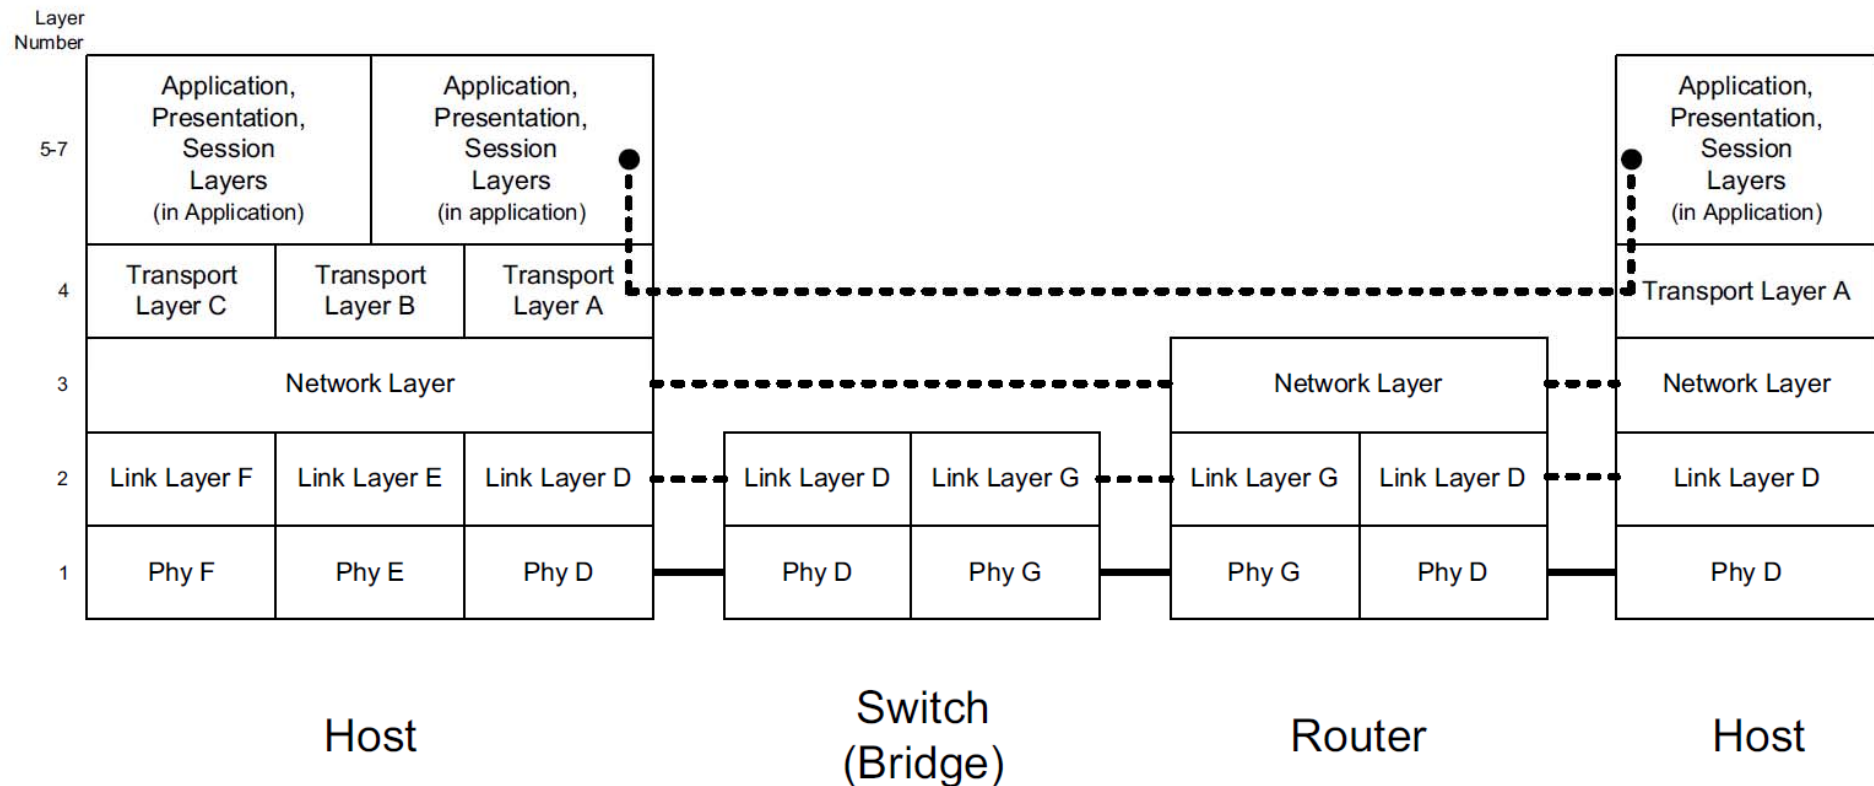 Layer
Number
Application,
Presentation,
Session
Layers
(in Application)
Application,
Presentation,
Session
Layers
(in application)
Application,
Presentation,
Session
Layers
(in Application)
5-7
Transport
Layer C
Transport
Layer B
Transport
Layer A
Transport Layer A
4
Network Layer
Network Layer
Network Layer
3
Link Layer F
Link Layer E
Link Layer D
Link Layer D
Link Layer G
Link Layer G
Link Layer D
Link Layer D
2
Phy F
Phy E
Phy D
Phy D
Phy G
Phy G
Phy D
Phy D
1
Host
Switch
(Bridge)
Router
Host